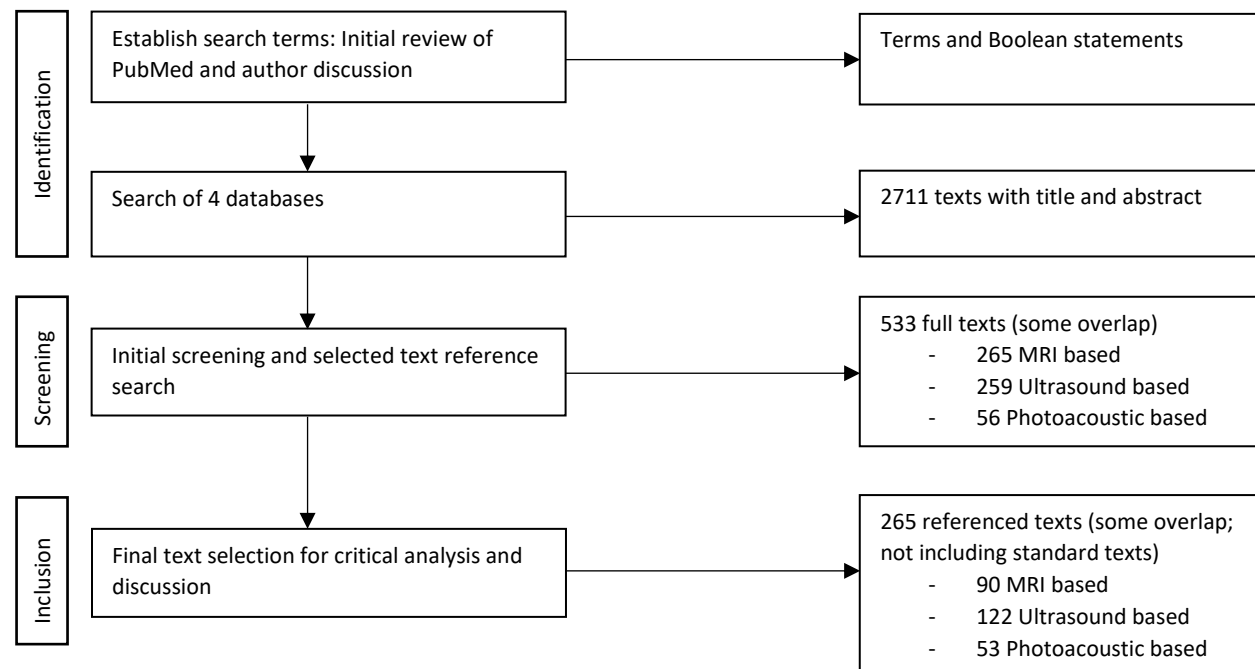 Identification
Establish search terms: Initial review of
PubMed and author discussion
Terms and Boolean statements
Search of 4 databases
2711 texts with title and abstract
Screening
Initial screening and selected text reference
search
533 full texts (some overlap)
- 265 MRI based
- 259 Ultrasound based
- 56 Photoacoustic based
Inclusion
Final text selection for critical analysis and
discussion
265 referenced texts (some overlap;
not including standard texts)
- 90 MRI based
- 122 Ultrasound based
- 53 Photoacoustic based